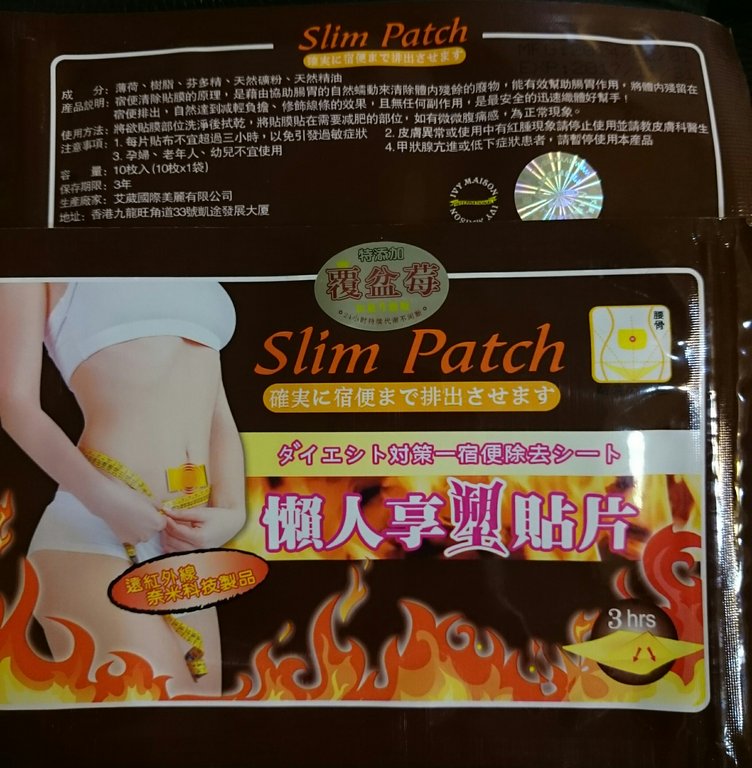 Slim Patch
確実に宿便まで排出させます
成　分: 薄荷、樹脂、芬多精、天然礦粉、天然精油
產品説明: 宿便清除貼膜的原理，是藉由協助腸胃的自然蠕動來清除體內殘餘的廢物，能有效幫助腸胃作用，將體內殘留在
宿便排出，自然達到減輕負擔、修飾線條的效果，且無任何副作用，是最安全的迅速纖體好幫手！
使用方法: 將欲貼膜部位洗淨後拭乾，將貼膜貼在需要减肥的部位，如有微微腹痛感，為正常現象。
注意事項: 1. 每片貼布不宜超過三小時，以免引發過敏症狀 2. 皮膚異常或使用中有紅腫現象請停止使用並請教皮膚科醫生
3. 孕婦、老年人、幼兒不宜使用 4. 甲狀腺亢進或低下症狀患者，請暫停使用本產品
容　量: 10枚入 (10枚x1袋)
保存期限: 3年
生產廠家: 艾葳國際美麗有限公司
地址: 香港九龍旺角道33號凱途發展大厦
IVY MAISON
特添加
覆盆莓
Slim Patch
確実に宿便まで排出させます
腰骨
ダイエシト対策一宿便除去シート
懶人享塑貼片
遠紅外線
奈米科技製品
3 hrs